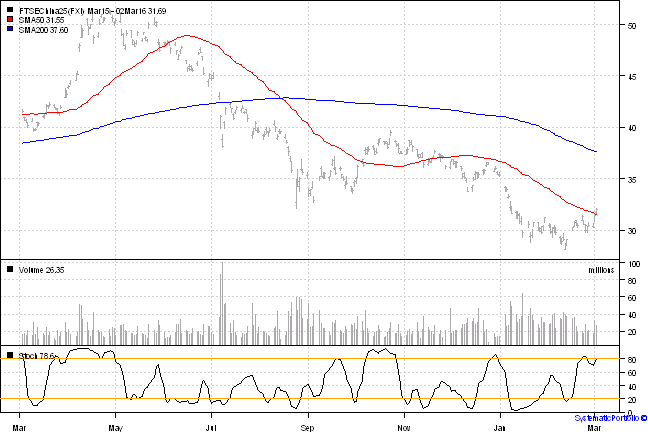 FTSEChina25(FXI) Mar15 - 02Mar16 31.69
SMA50 31.55
SMA200 37.60
50
45
40
35
30
Volume 26.35
millions
100
80
60
40
20
Stoch 78.6
80
60
40
20
0
Mar May Jul Sep Nov Jan Mar
SystematicPortfolio ©